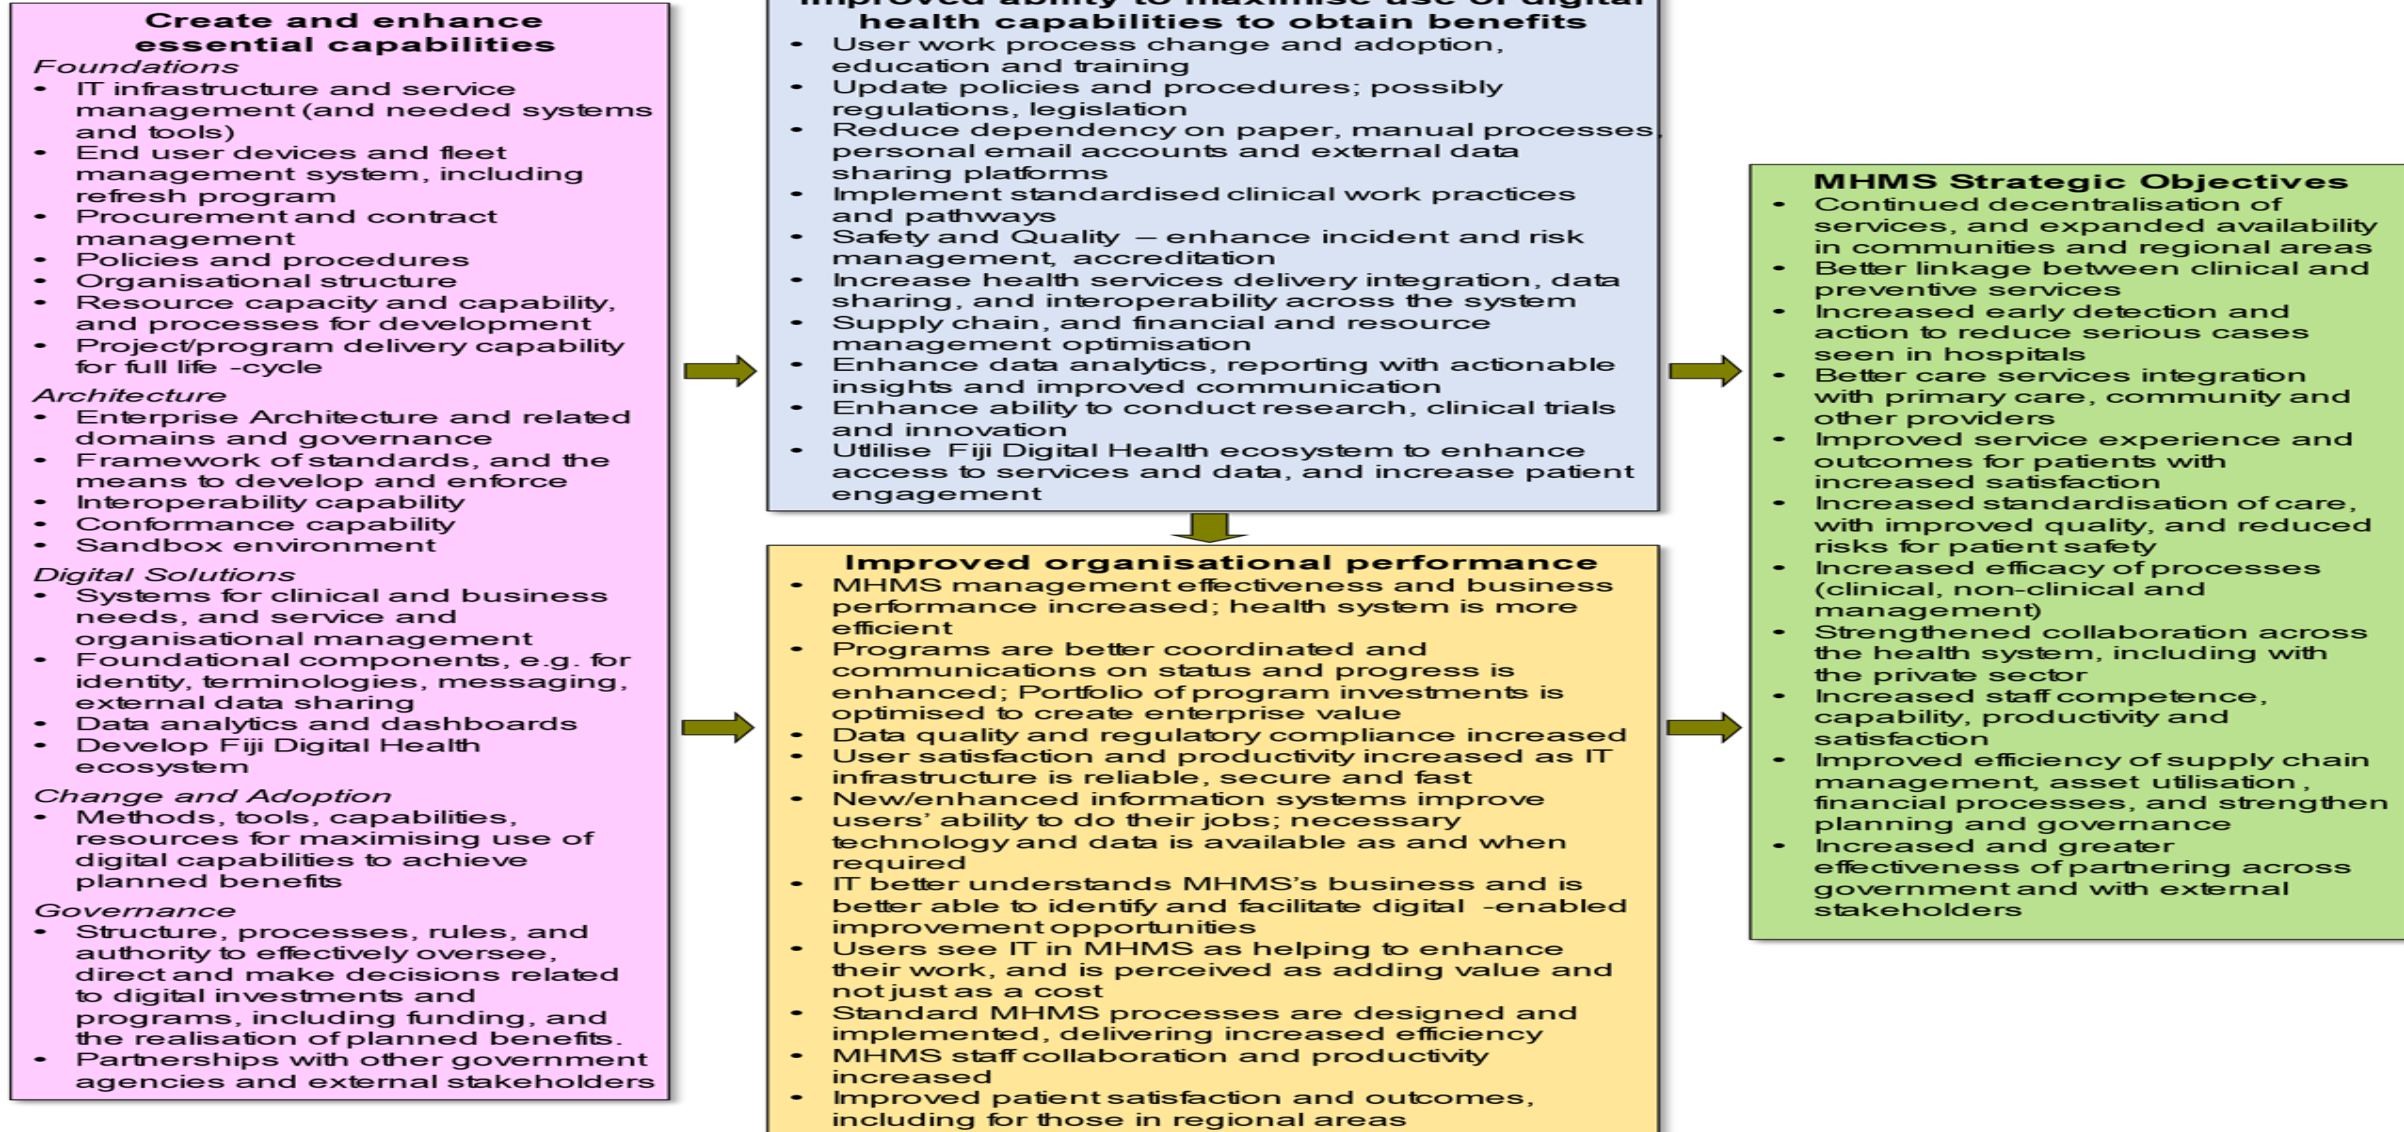 Create and enhance
essential capabilities
Foundations
• IT infrastructure and service
management (and needed systems
and tools)
• End user devices and fleet
management system, including
refresh program
• Procurement and contract
management
• Policies and procedures
• Organisational structure
• Resource capacity and capability,
and processes for development
• Project/program delivery capability
for full life -cycle
Architecture
• Enterprise Architecture and related
domains and governance
• Framework of standards, and the
means to develop and enforce
• Interoperability capability
• Conformance capability
• Sandbox environment
Digital Solutions
• Systems for clinical and business
needs, and service and
organisational management
• Foundational components, e.g. for
identity, terminologies, messaging,
external data sharing
• Data analytics and dashboards
• Develop Fiji Digital Health
ecosystem
Change and Adoption
• Methods, tools, capabilities,
resources for maximising use of
digital capabilities to achieve
planned benefits
Governance
• Structure, processes, rules, and
authority to effectively oversee,
direct and make decisions related
to digital investments and
programs, including funding, and
the realisation of planned benefits.
• Partnerships with other government
agencies and external stakeholders
Improved ability to maximise use of digital
health capabilities to obtain benefits
• User work process change and adoption,
education and training
• Update policies and procedures; possibly
regulations, legislation
• Reduce dependency on paper, manual processes,
personal email accounts and external data
sharing platforms
• Implement standardised clinical work practices
and pathways
• Safety and Quality – enhance incident and risk
management, accreditation
• Increase health services delivery integration, data
sharing, and interoperability across the system
• Supply chain, and financial and resource
management optimisation
• Enhance data analytics, reporting with actionable
insights and improved communication
• Enhance ability to conduct research, clinical trials
and innovation
• Utlilise Fiji Digital Health ecosystem to enhance
access to services and data, and increase patient
engagement
Improved organisational performance
• MHMS management effectiveness and business
performance increased; health system is more
efficient
• Programs are better coordinated and
communications on status and progress is
enhanced; Portfolio of program investments is
optimised to create enterprise value
• Data quality and regulatory compliance increased
• User satisfaction and productivity increased as IT
infrastructure is reliable, secure and fast
• New/enhanced information systems improve
users’ ability to do their jobs; necessary
technology and data is available as and when
required
• IT better understands MHMS’s business and is
better able to identify and facilitate digital -enabled
improvement opportunities
• Users see IT in MHMS as helping to enhance
their work, and is perceived as adding value and
not just as a cost
• Standard MHMS processes are designed and
implemented, delivering increased efficiency
• MHMS staff collaboration and productivity
increased
• Improved patient satisfaction and outcomes,
including for those in regional areas
MHMS Strategic Objectives
• Continued decentralisation of
services, and expanded availability
in communities and regional areas
• Better linkage between clinical and
preventive services
• Increased early detection and
action to reduce serious cases
seen in hospitals
• Better care services integration
with primary care, community and
other providers
• Improved service experience and
outcomes for patients with
increased satisfaction
• Increased standardisation of care,
with improved quality, and reduced
risks for patient safety
• Increased efficacy of processes
(clinical, non-clinical and
management)
• Strengthened collaboration across
the health system, including with
the private sector
• Increased staff competence,
capability, productivity and
satisfaction
• Improved efficiency of supply chain
management, asset utilisation ,
financial processes, and strengthen
planning and governance
• Increased and greater
effectiveness of partnering across
government and with external
stakeholders